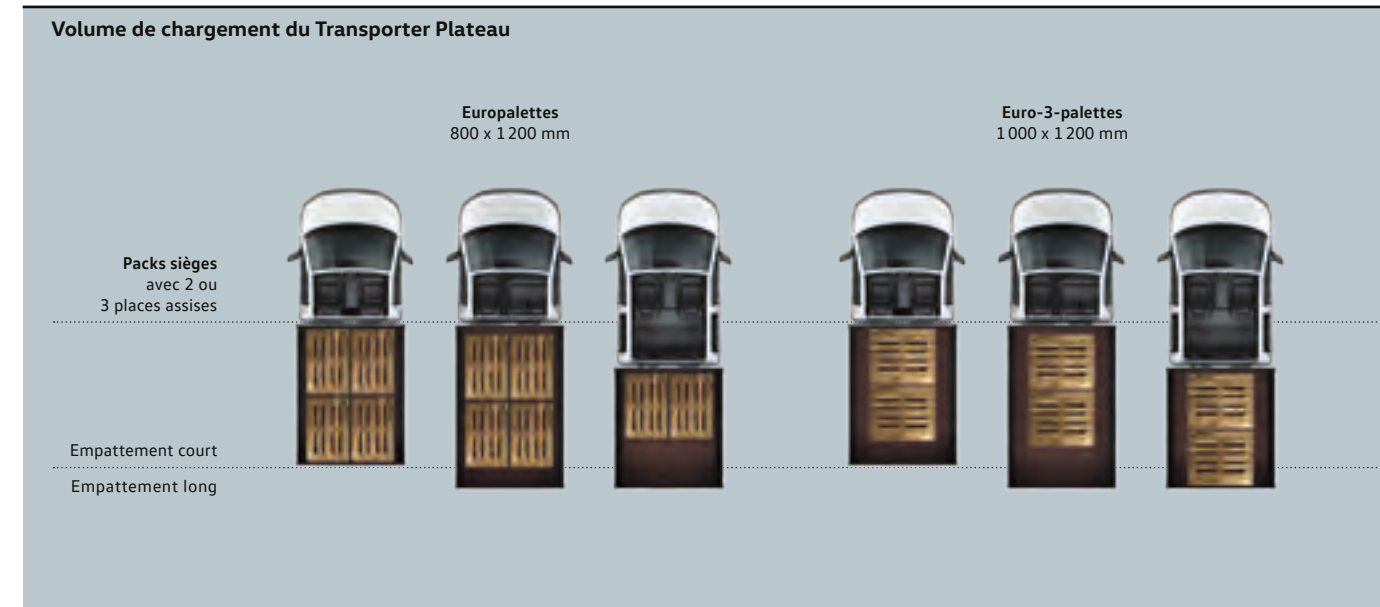 Volume de chargement du Transporter Plateau
Europalettes
800 x 1 200 mm
Euro-3-palettes
1 000 x 1 200 mm
Packs sièges
avec 2 ou
3 places assises
Empattement court
Empattement long